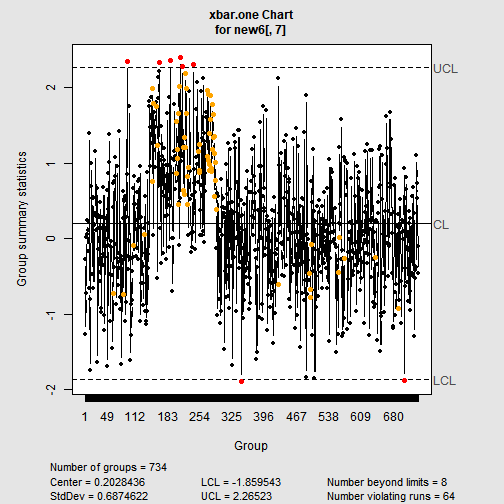 xbar.one Chart
for new6[, 7]
Group summary statistics
2
1
0
-1
-2
UCL
CL
LCL
1 49 112 183 254 325 396 467 538 609 680
Group
Number of groups = 734
Center = 0.2028436 LCL = -1.859543 Number beyond limits = 8
StdDev = 0.6874622 UCL = 2.26523 Number violating runs = 64